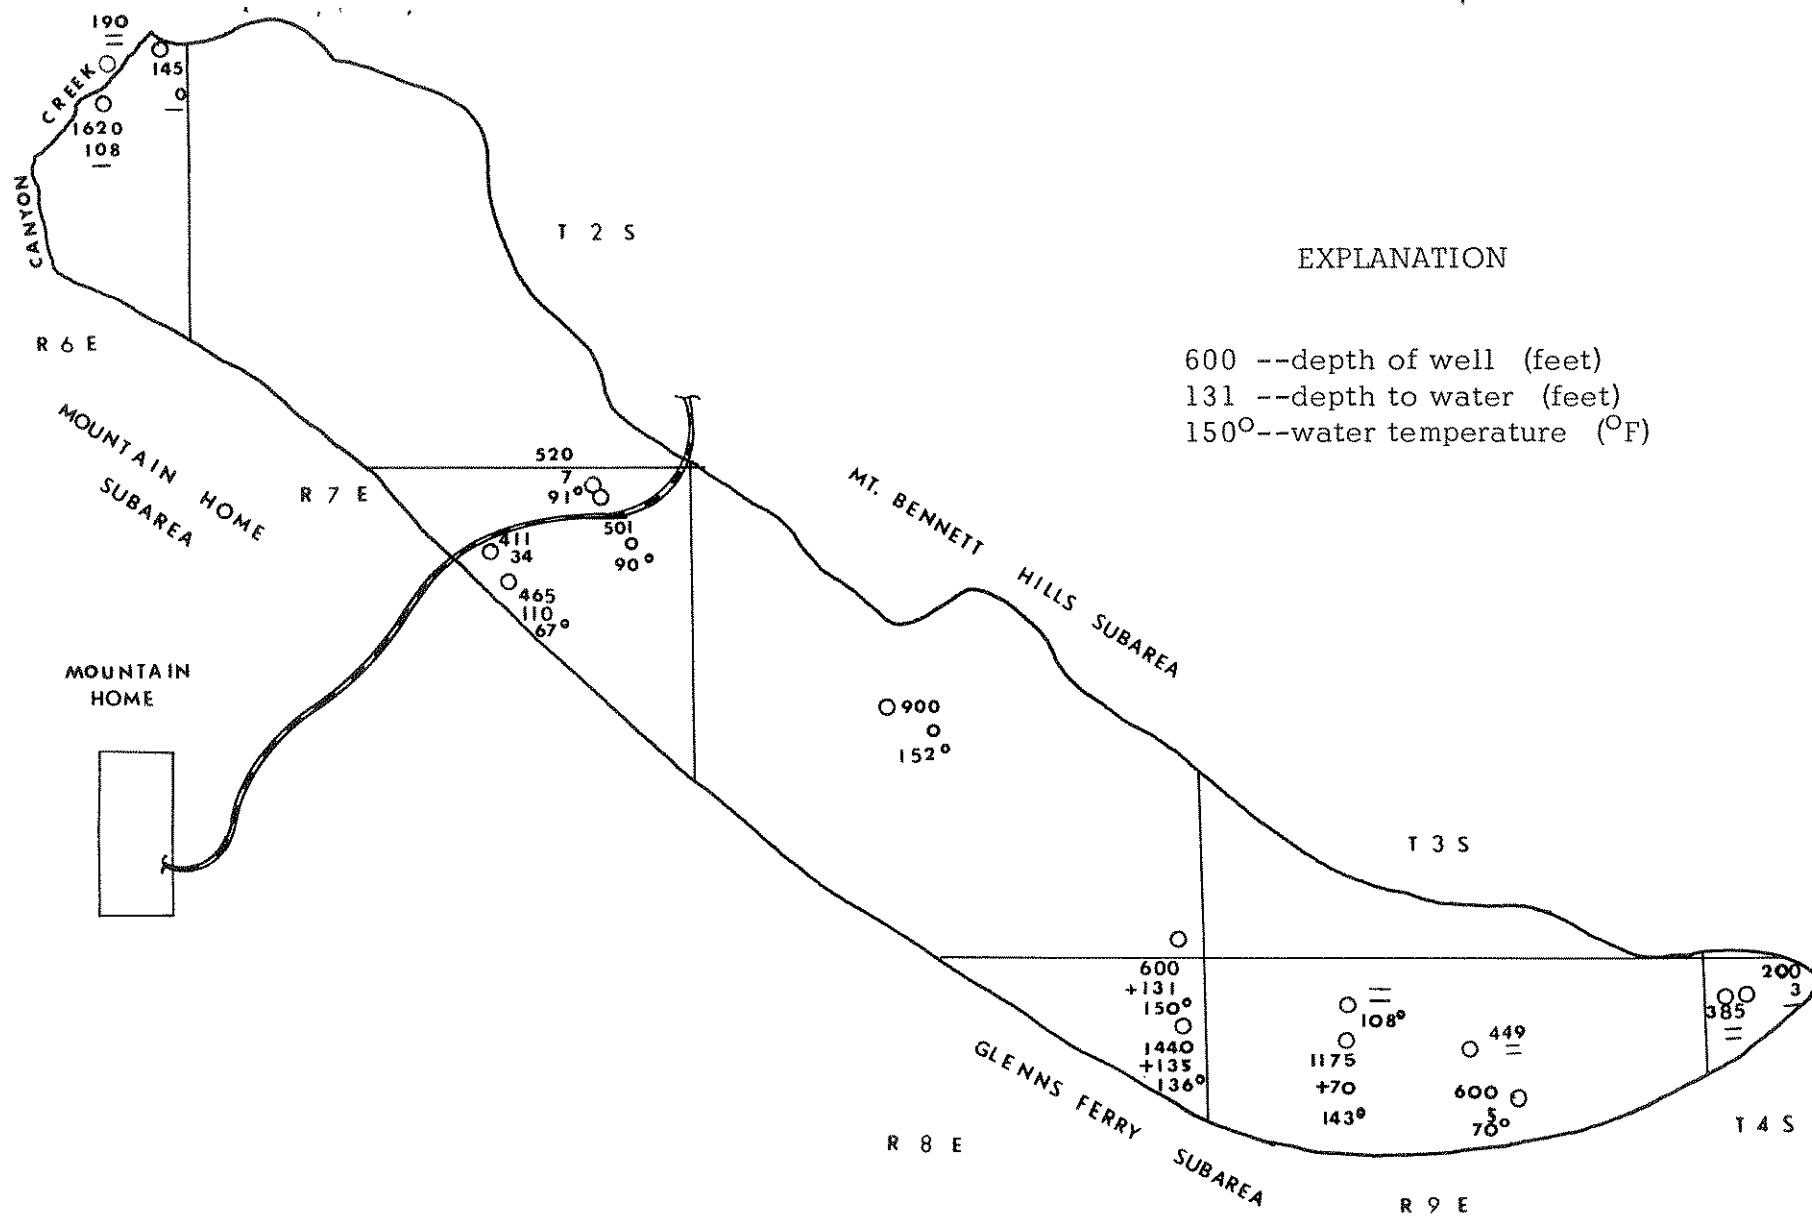 190
145
0
CREEK
1620
108
CANYON
T 2 S
EXPLANATION
R 6 E
600 --depth of well (feet)
131 --depth to water (feet)
150°--water temperature (°F)
MOUNTAIN HOME
SUBAREA
R 7 E
520
7
91°
501
90°
411
34
465
110
67°
MT. BENNETT HILLS SUBAREA
MOUNTAIN
HOME
900
152°
T 3 S
600
+131
150°
1440
+135
136°
108°
1175
+70
143°
449
600
5
70°
200
3
385
GLENNS FERRY SUBAREA
R 8 E
T 4 S
R 9 E